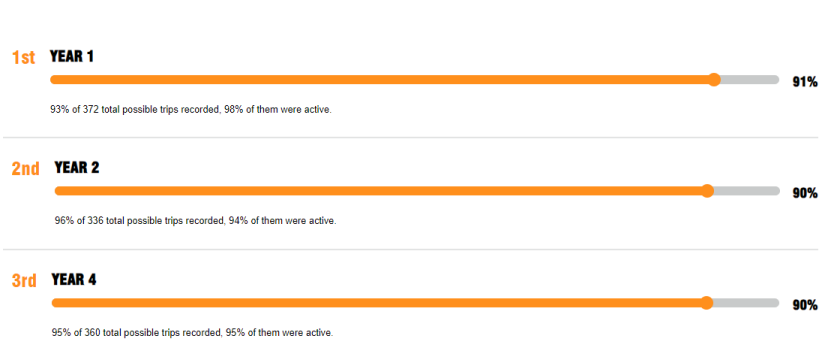 1st YEAR 1
91%
93% of 372 total possible trips recorded, 98% of them were active.
2nd YEAR 2
90%
96% of 336 total possible trips recorded, 94% of them were active.
3rd YEAR 4
90%
95% of 360 total possible trips recorded, 95% of them were active.